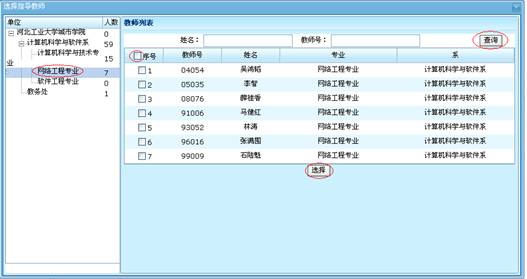 选择指导教师
单位 人数
河北工业大学城市学院 0
计算机科学与软件系 59
计算机科学与技术专业 15
网络工程专业 7
软件工程专业 0
教务处 1
教师列表
姓名： 教师号： 查询
序号 教师号 姓名 专业 系
1 04054 吴鸿韬 网络工程专业 计算机科学与软件系
2 05035 李智 网络工程专业 计算机科学与软件系
3 08076 薛桂香 网络工程专业 计算机科学与软件系
4 91006 马健红 网络工程专业 计算机科学与软件系
5 93052 林涛 网络工程专业 计算机科学与软件系
6 96016 张满囤 网络工程专业 计算机科学与软件系
7 99009 石陆魁 网络工程专业 计算机科学与软件系
选择